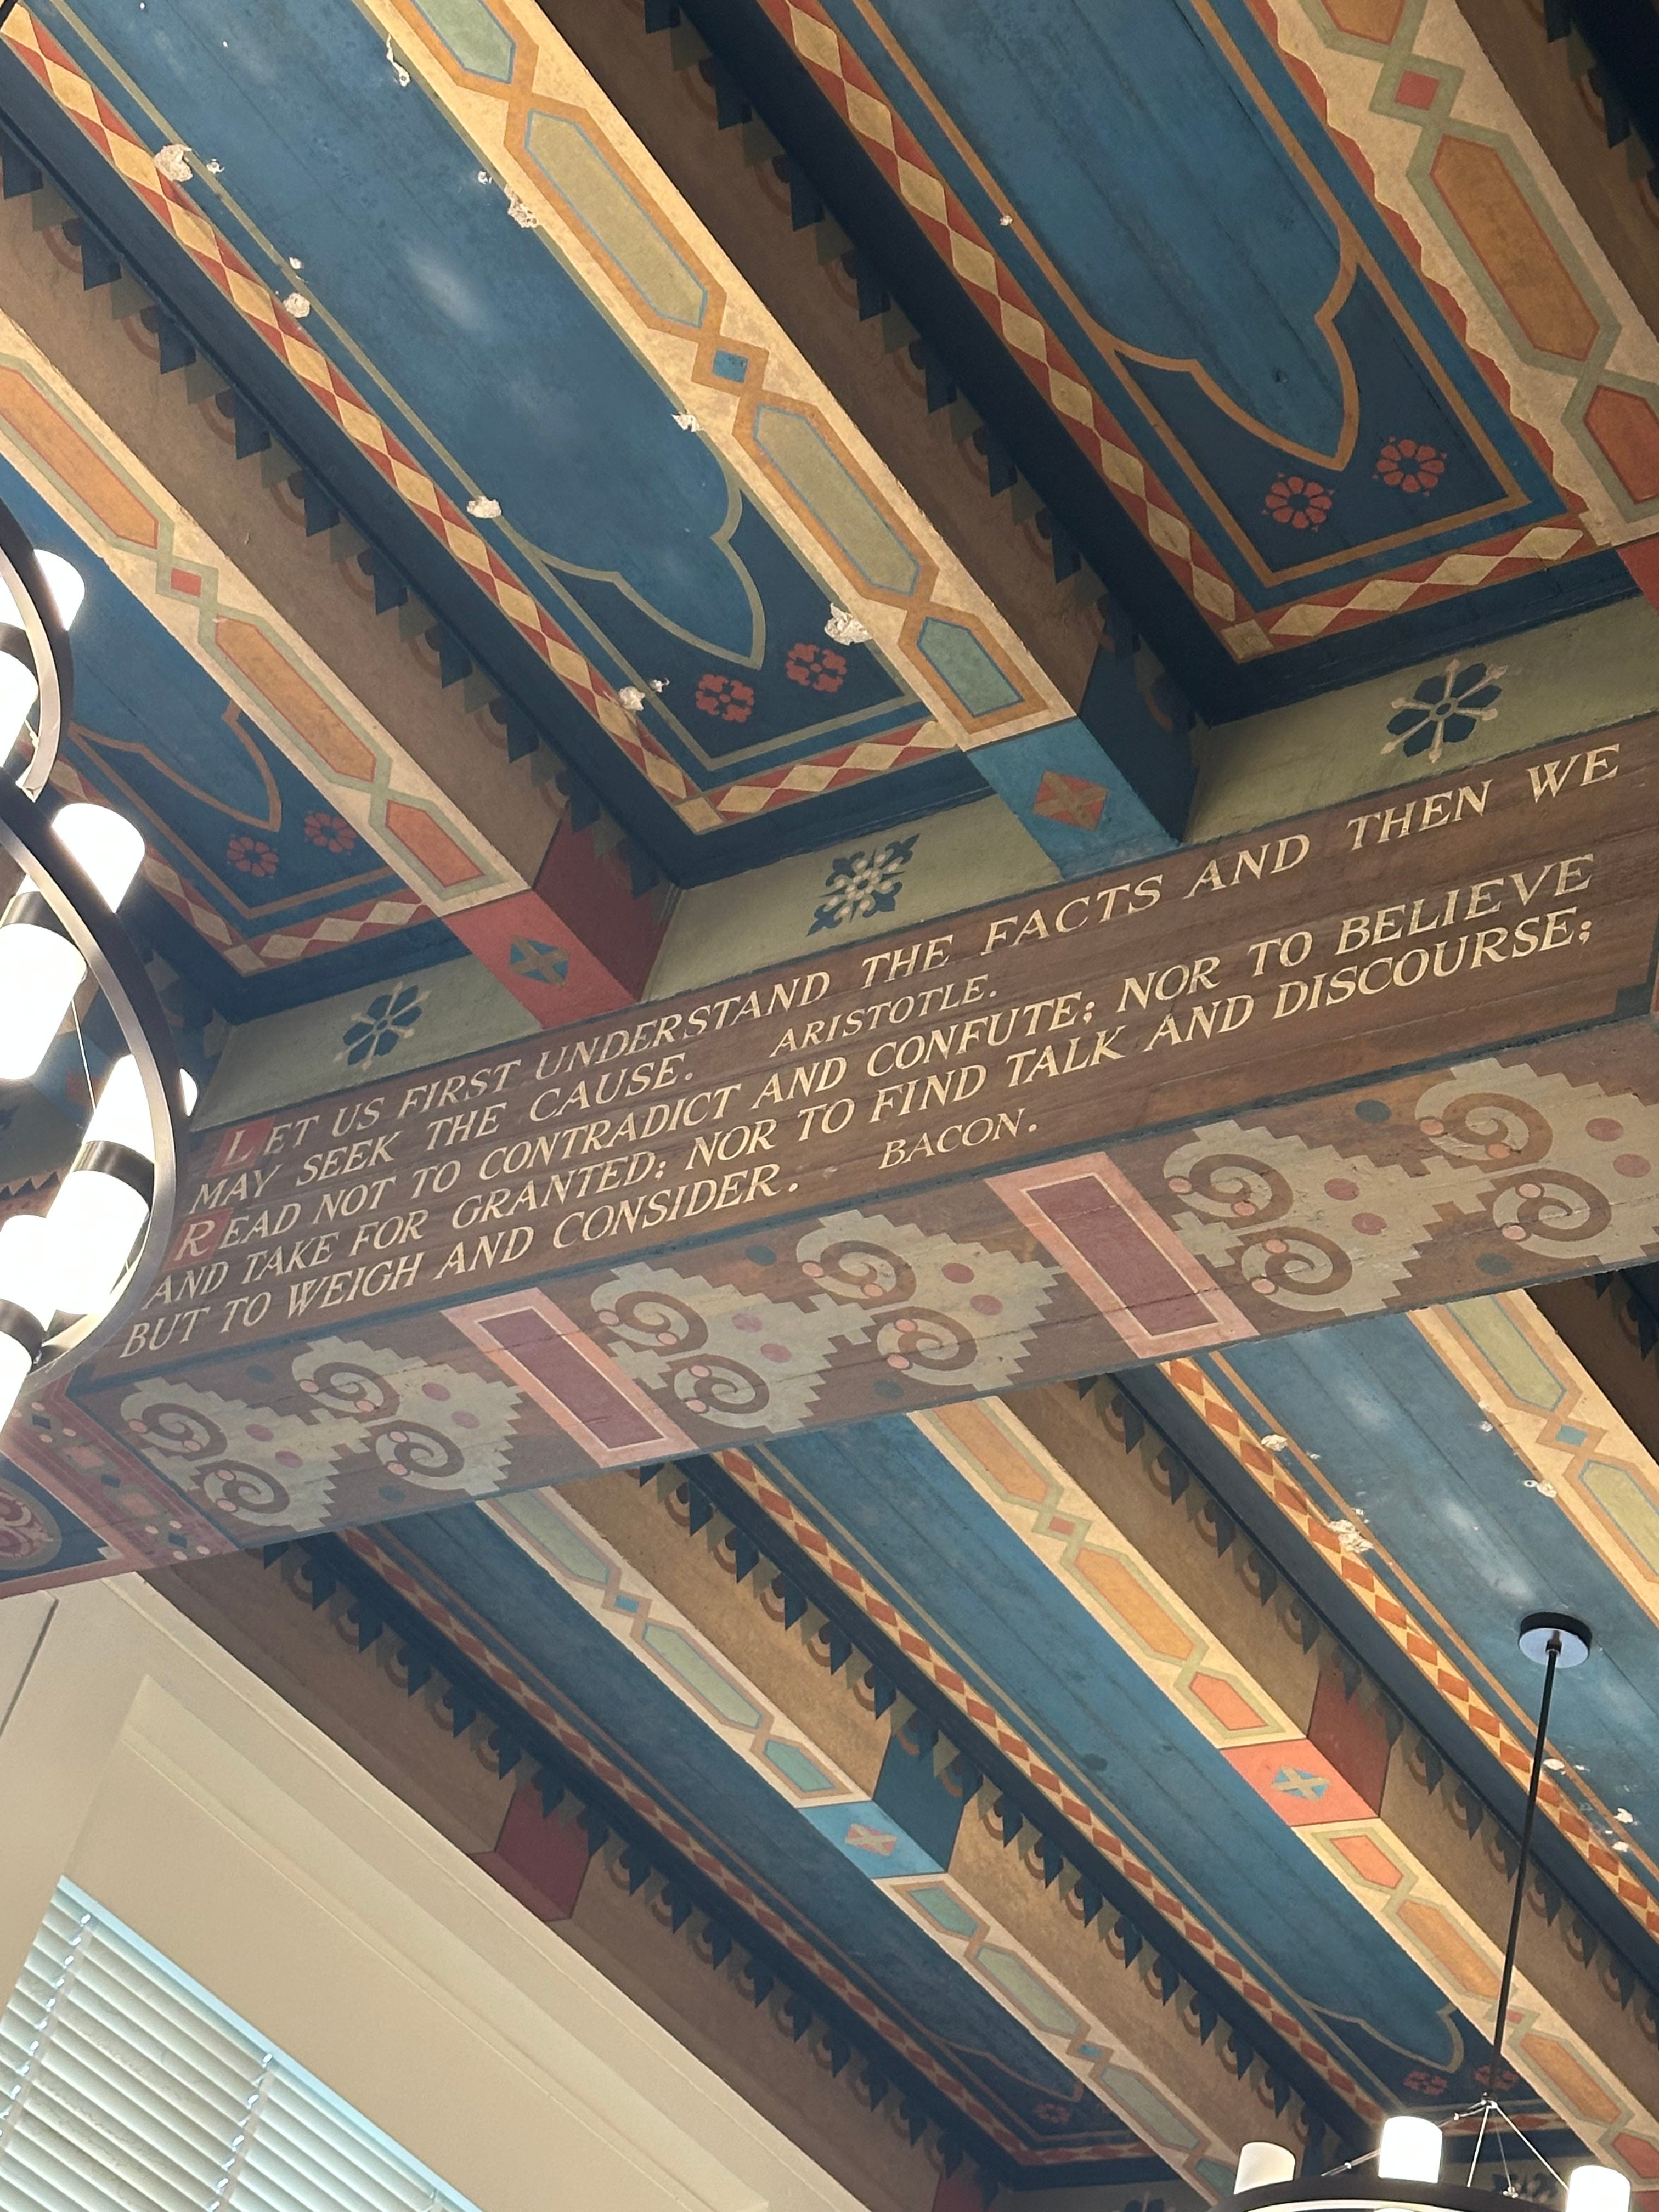 LET US FIRST UNDERSTAND THE FACTS AND THEN WE
MAY SEEK THE CAUSE. ARISTOTLE.
READ NOT TO CONTRADICT AND CONFUTE; NOR TO BELIEVE
AND TAKE FOR GRANTED; NOR TO FIND TALK AND DISCOURSE;
BUT TO WEIGH AND CONSIDER. BACON.